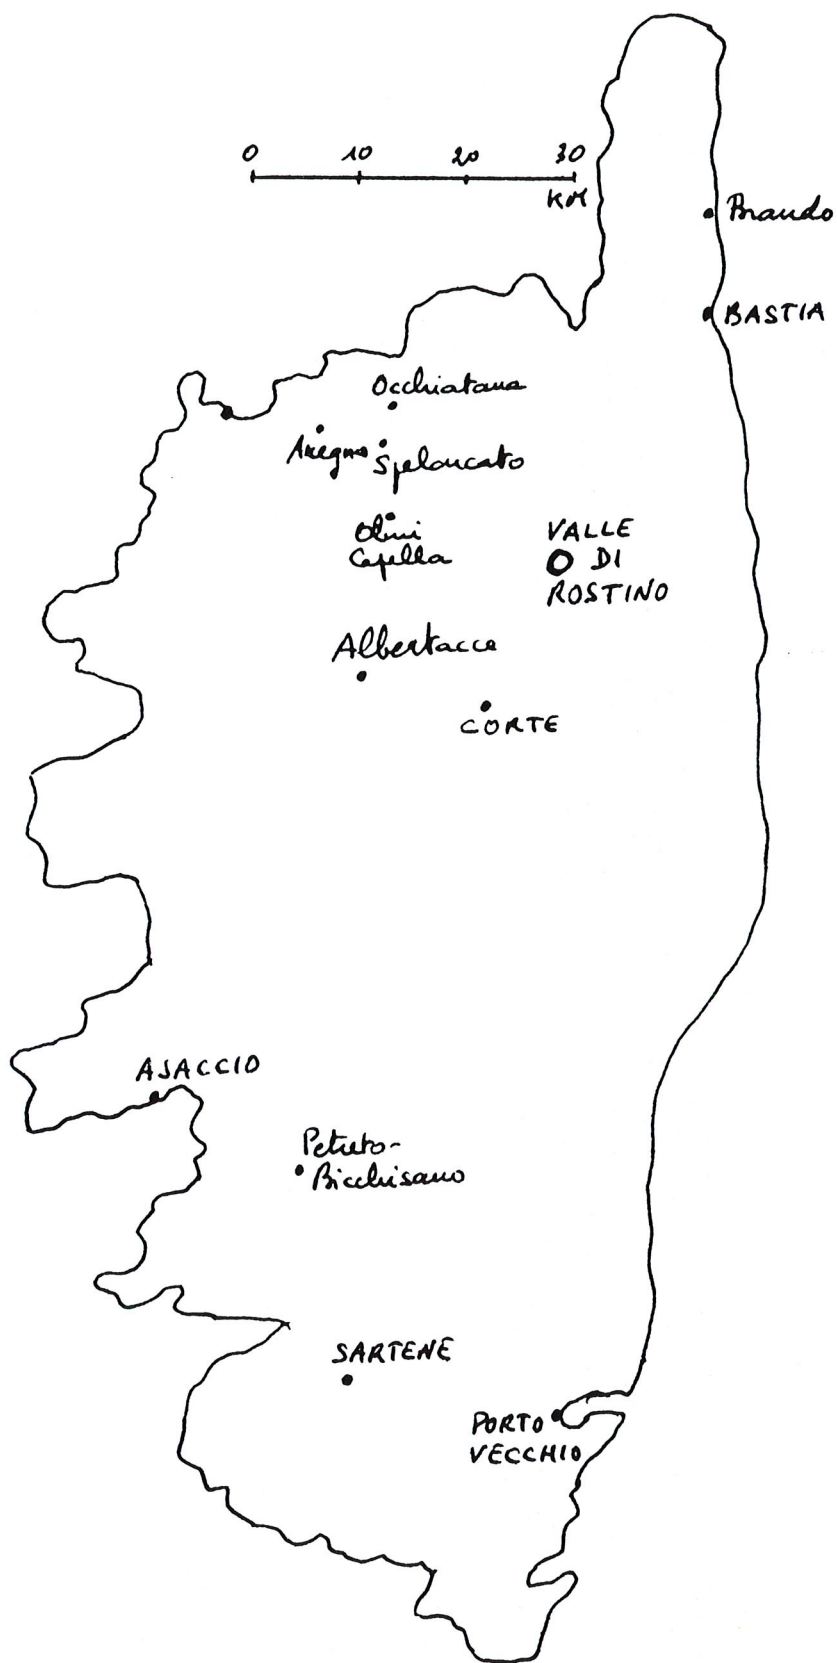 0 10 20 30
KM
Brando
BASTIA
Occhiatana
Aregno
Speloncato
Olmi
Capella
VALLE
DI
ROSTINO
Albertacce
CORTE
AJACCIO
Petreto-
Bicchisano
SARTENE
PORTO
VECCHIO